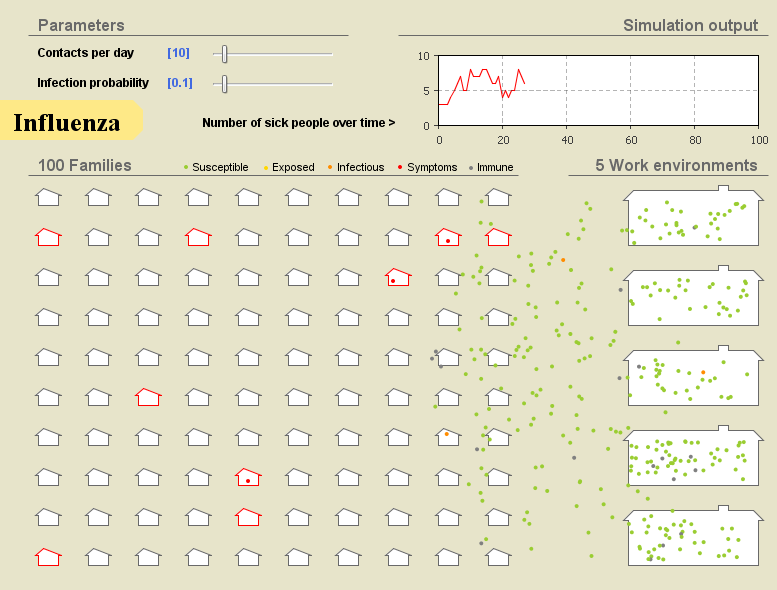 Parameters
Simulation output
Contacts per day [10]
Infection probability [0.1]
Influenza
Number of sick people over time >
10
5
0
0 20 40 60 80 100
100 Families
Susceptible Exposed Infectious Symptoms Immune
5 Work environments